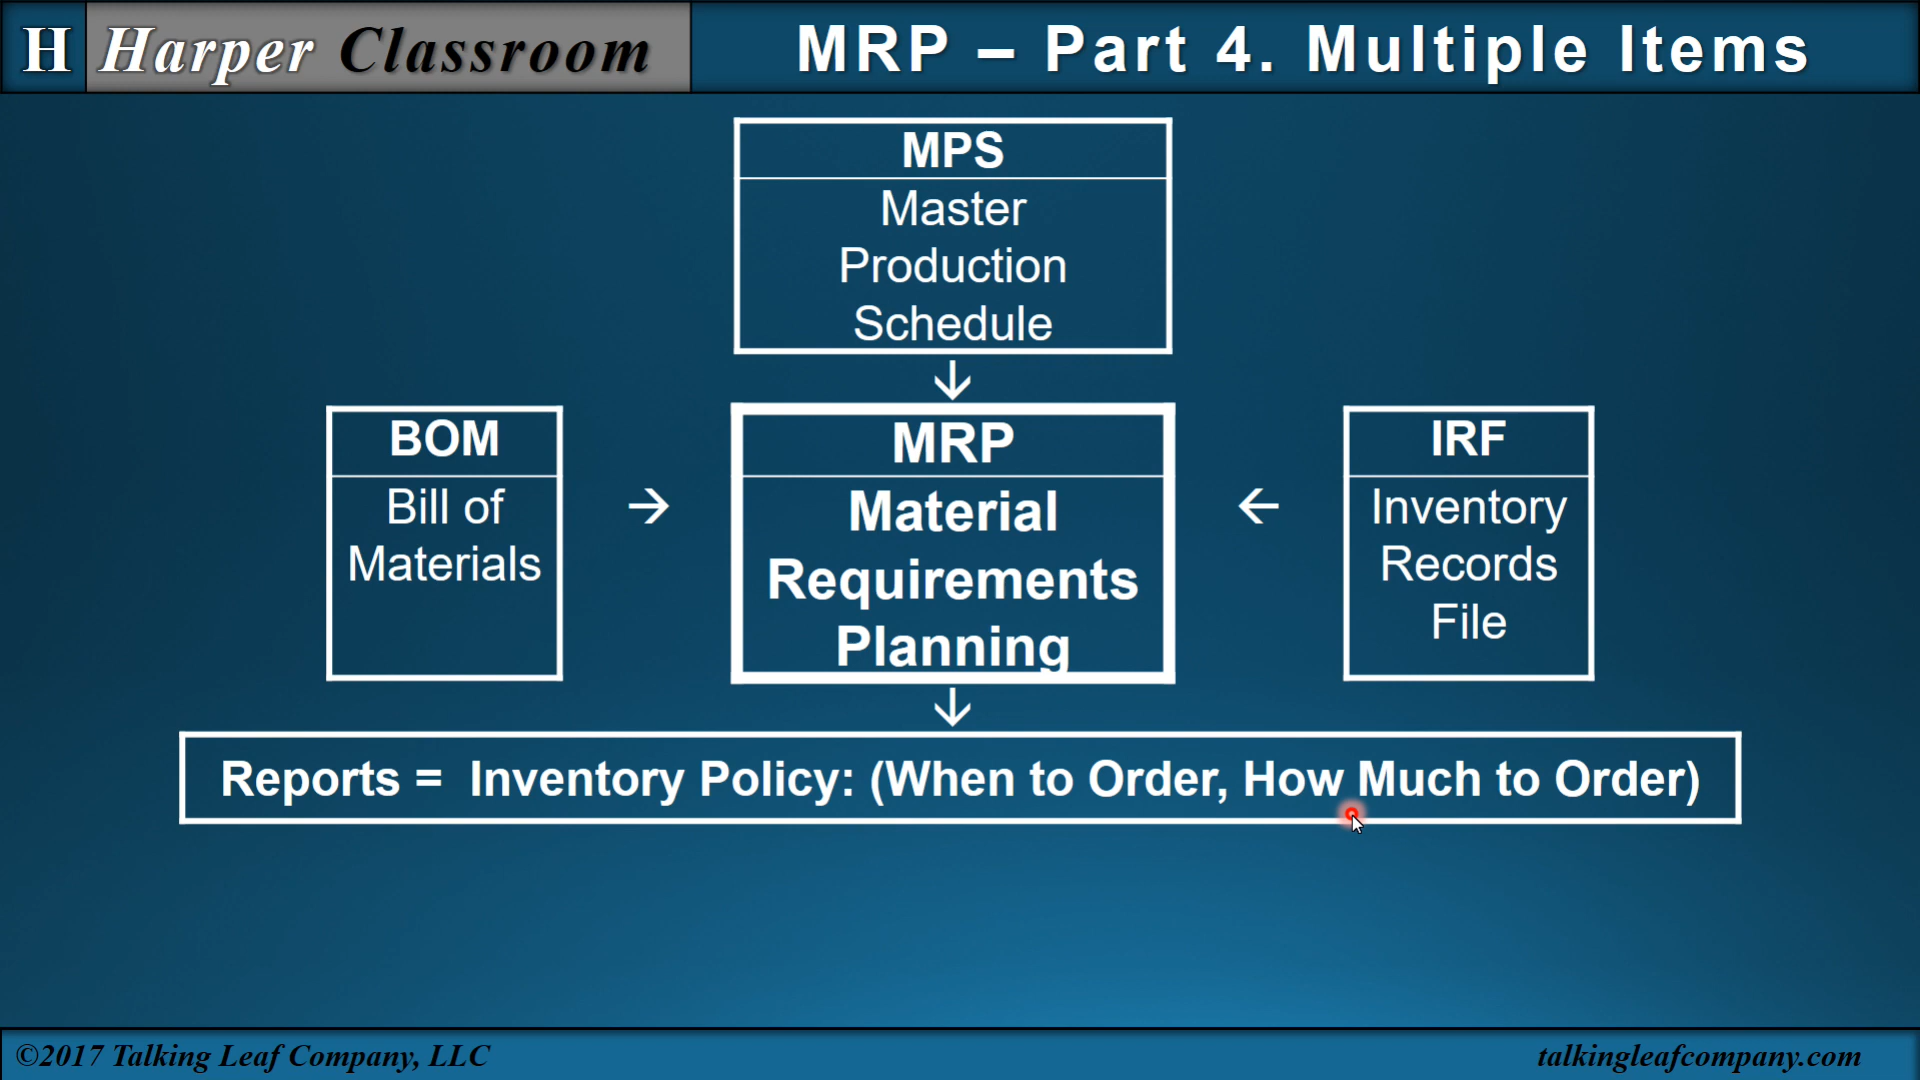 H Harper Classroom
MRP – Part 4. Multiple Items
MPS
Master
Production
Schedule
↓
BOM
Bill of
Materials
→
MRP
Material
Requirements
Planning
←
IRF
Inventory
Records
File
↓
Reports = Inventory Policy: (When to Order, How Much to Order)
©2017 Talking Leaf Company, LLC
talkingleafcompany.com